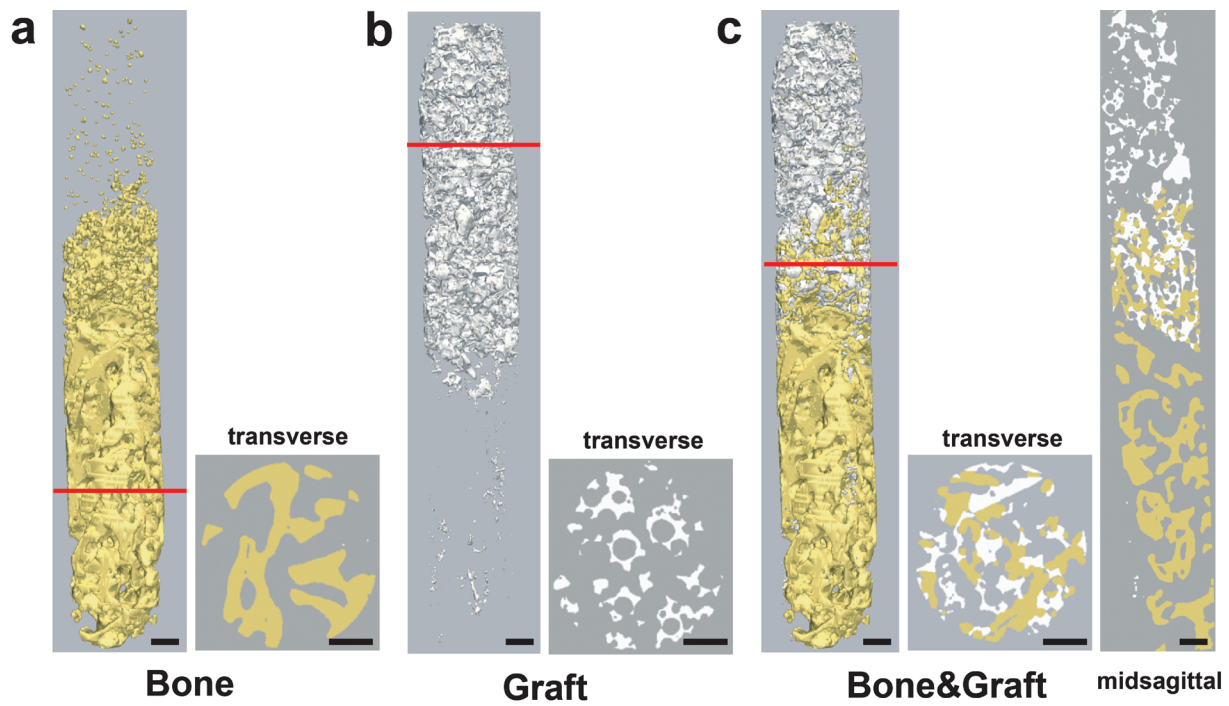 a
b
c
transverse
transverse
transverse
Bone
Graft
Bone&Graft
midsagittal